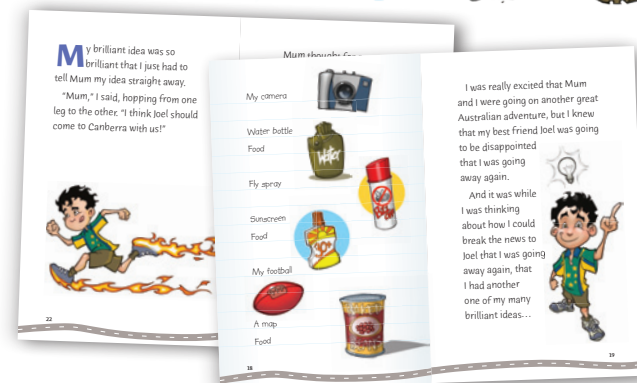 My brilliant idea was so
brilliant that I just had to
tell Mum my idea straight away.
"Mum," I said, hopping from one
leg to the other. "I think Joel should
come to Canberra with us!"
22
Mum thought
My camera
Water bottle
Food
Fly spray
Sunscreen
Food
My football
A map
Food
Water
30+
18
I was really excited that Mum
and I were going on another great
Australian adventure, but I knew
that my best friend Joel was going
to be disappointed
that I was going
away again.
And it was while
I was thinking
about how I could
break the news to
Joel that I was going
away again, that
I had another
one of my many
brilliant ideas...
19